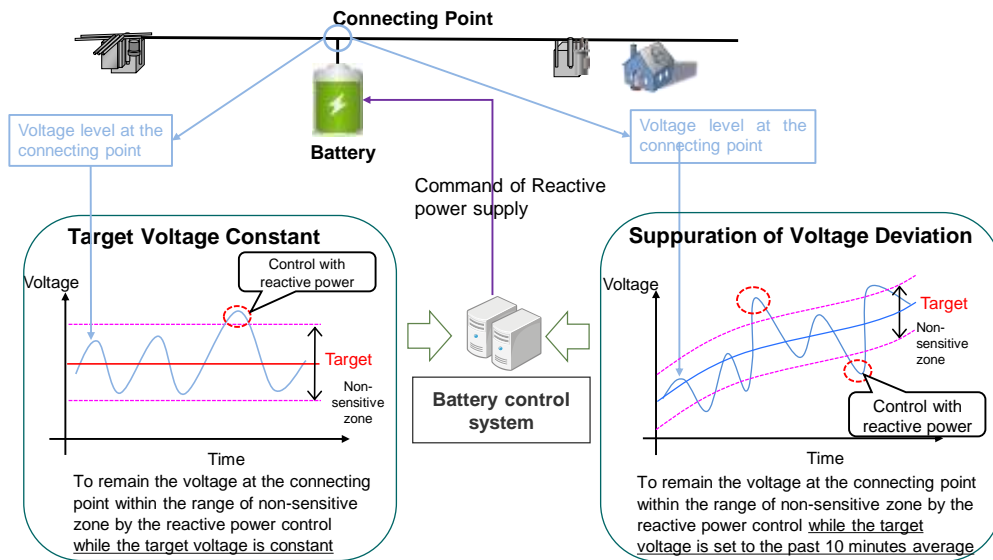 Connecting Point
Voltage level at the
connecting point
Battery
Voltage level at the
connecting point
Command of Reactive
power supply
Target Voltage Constant
Voltage
Control with
reactive power
Target
Non-
sensitive
zone
Time
To remain the voltage at the connecting
point within the range of non-sensitive
zone by the reactive power control
while the target voltage is constant
Battery control
system
Suppuration of Voltage Deviation
Voltage
Target
Non-
sensitive
zone
Control with
reactive power
Time
To remain the voltage at the connecting point
within the range of non-sensitive zone by the
reactive power control while the target
voltage is set to the past 10 minutes average